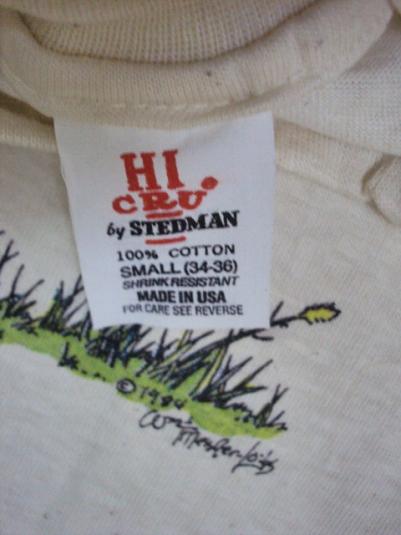 HI.
CRU
by STEDMAN
100% COTTON
SMALL (34-36)
SHRINK RESISTANT
MADE IN USA
FOR CARE SEE REVERSE
© 1984